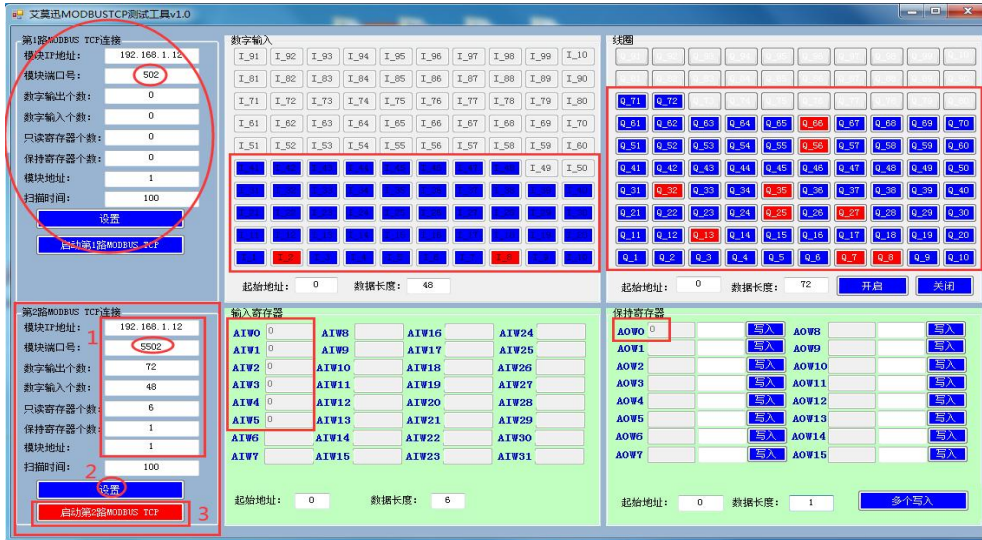 艾莫迅MODBUSTCP测试工具v1.0
第1路MODBUS TCP连接
模块IP地址: 192.168.1.12
模块端口号: 502
数字输出个数: 0
数字输入个数: 0
只读寄存器个数: 0
保持寄存器个数: 0
模块地址: 1
扫描时间: 100
设置
启动第1路MODBUS TCP
数字输入
I_91 I_92 I_93 I_94 I_95 I_96 I_97 I_98 I_99 I_10
I_81 I_82 I_83 I_84 I_85 I_86 I_87 I_88 I_89 I_90
I_71 I_72 I_73 I_74 I_75 I_76 I_77 I_78 I_79 I_80
I_61 I_62 I_63 I_64 I_65 I_66 I_67 I_68 I_69 I_70
I_51 I_52 I_53 I_54 I_55 I_56 I_57 I_58 I_59 I_60
I_49 I_50
起始地址: 0 数据长度: 48
线圈
Q_71 Q_72
Q_61 Q_62 Q_63 Q_64 Q_65 Q_66 Q_67 Q_68 Q_69 Q_70
Q_51 Q_52 Q_53 Q_54 Q_55 Q_56 Q_57 Q_58 Q_59 Q_60
Q_41 Q_42 Q_43 Q_44 Q_45 Q_46 Q_47 Q_48 Q_49 Q_50
Q_31 Q_32 Q_33 Q_34 Q_35 Q_36 Q_37 Q_38 Q_39 Q_40
Q_21 Q_22 Q_23 Q_24 Q_25 Q_26 Q_27 Q_28 Q_29 Q_30
Q_11 Q_12 Q_13 Q_14 Q_15 Q_16 Q_17 Q_18 Q_19 Q_20
Q_1 Q_2 Q_3 Q_4 Q_5 Q_6 Q_7 Q_8 Q_9 Q_10
起始地址: 0 数据长度: 72 开启 关闭
第2路MODBUS TCP连接
模块IP地址: 192.168.1.12
1
模块端口号: 5502
数字输出个数: 72
数字输入个数: 48
只读寄存器个数: 6
保持寄存器个数: 1
模块地址: 1
扫描时间: 100
2
设置
启动第2路MODBUS TCP 3
输入寄存器
AIW0 0 AIW8 AIW16 AIW24
AIW1 0 AIW9 AIW17 AIW25
AIW2 0 AIW10 AIW18 AIW26
AIW3 0 AIW11 AIW19 AIW27
AIW4 0 AIW12 AIW20 AIW28
AIW5 0 AIW13 AIW21 AIW29
AIW6 AIW14 AIW22 AIW30
AIW7 AIW15 AIW23 AIW31
起始地址: 0 数据长度: 6
保持寄存器
AOW0 0 写入 AOW8 写入
AOW1 写入 AOW9 写入
AOW2 写入 AOW10 写入
AOW3 写入 AOW11 写入
AOW4 写入 AOW12 写入
AOW5 写入 AOW13 写入
AOW6 写入 AOW14 写入
AOW7 写入 AOW15 写入
起始地址: 0 数据长度: 1 多个写入